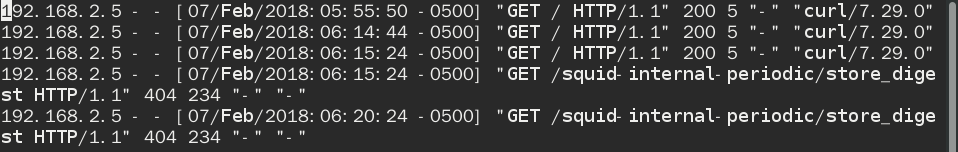 192.168.2.5 - - [07/Feb/2018:05:55:50 -0500] "GET / HTTP/1.1" 200 5 "-" "curl/7.29.0"
192.168.2.5 - - [07/Feb/2018:06:14:44 -0500] "GET / HTTP/1.1" 200 5 "-" "curl/7.29.0"
192.168.2.5 - - [07/Feb/2018:06:15:24 -0500] "GET / HTTP/1.1" 200 5 "-" "curl/7.29.0"
192.168.2.5 - - [07/Feb/2018:06:15:24 -0500] "GET /squid-internal-periodic/store_dige
st HTTP/1.1" 404 234 "-" "-"
192.168.2.5 - - [07/Feb/2018:06:20:24 -0500] "GET /squid-internal-periodic/store_dige
st HTTP/1.1" 404 234 "-" "-"